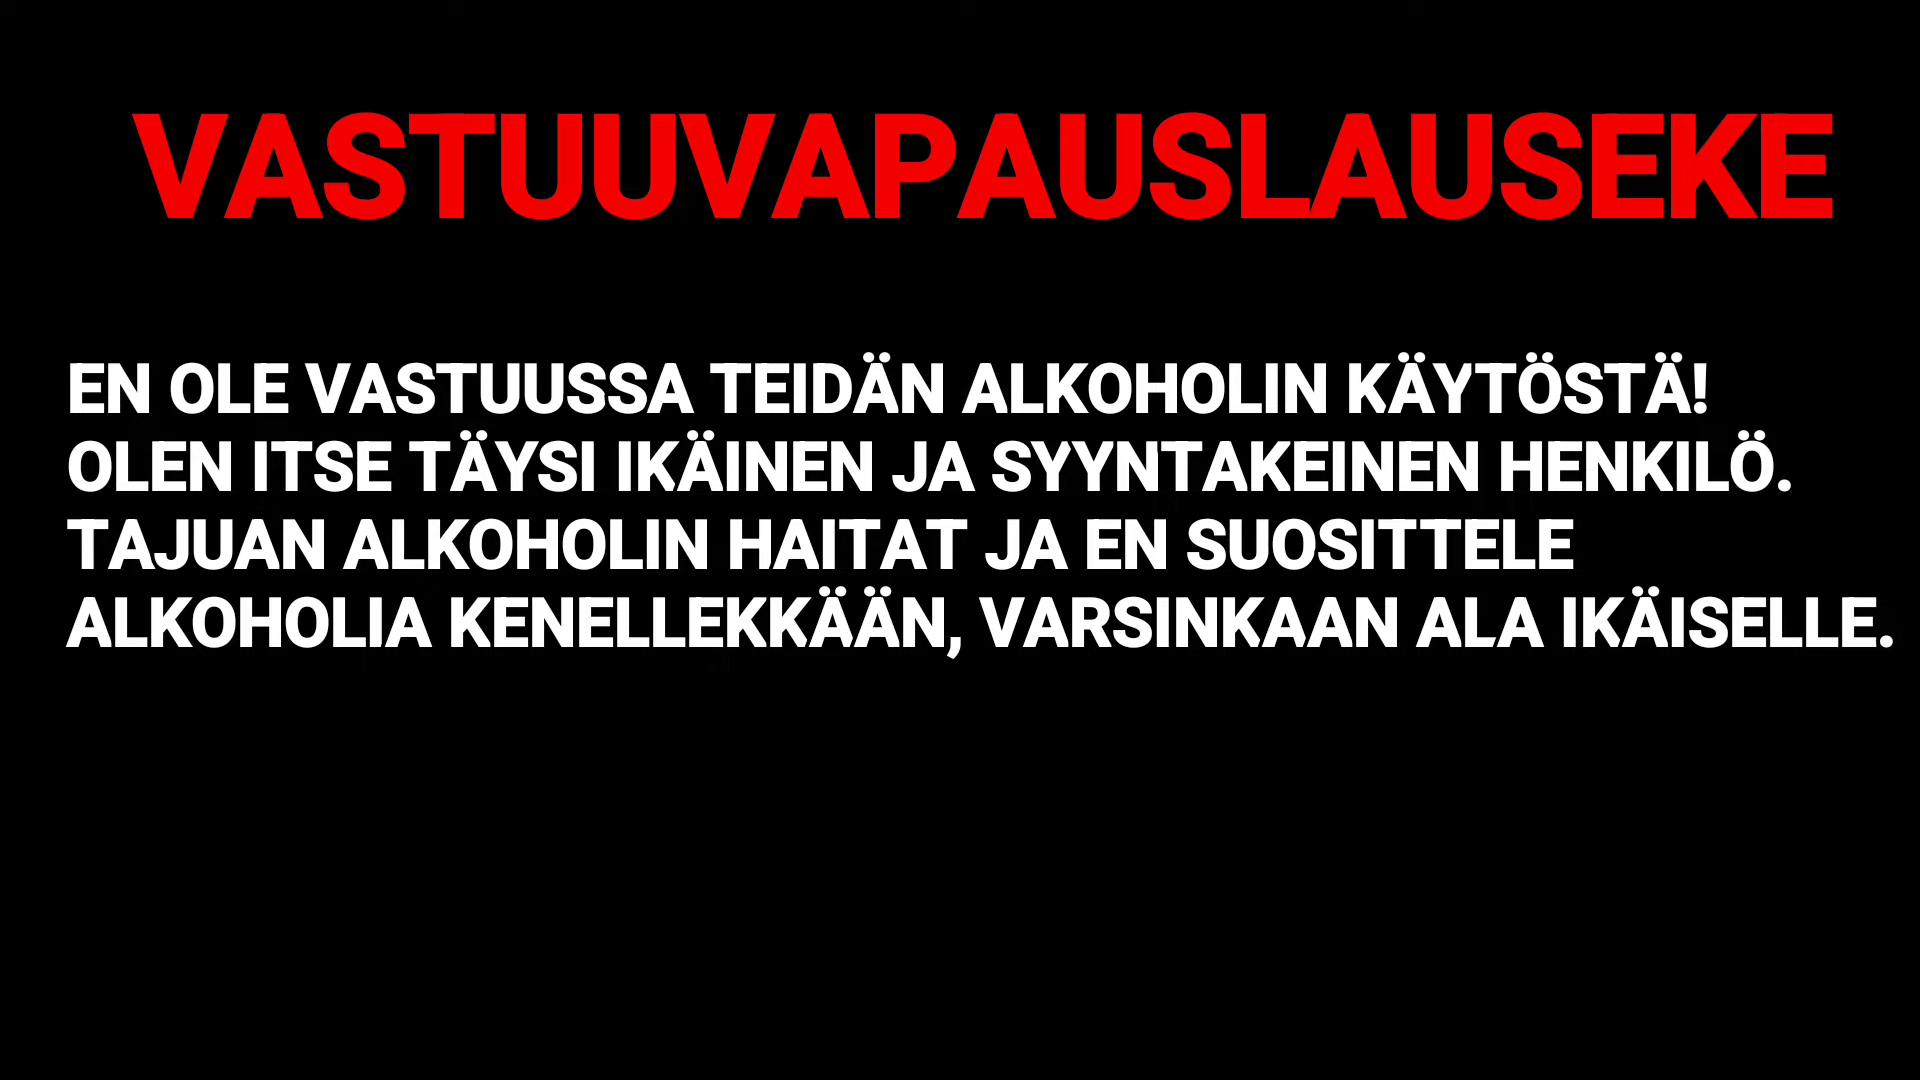 VASTUUVAPAUSLAUSEKE
EN OLE VASTUUSSA TEIDÄN ALKOHOLIN KÄYTÖSTÄ!
OLEN ITSE TÄYSI IKÄINEN JA SYYNTAKEINEN HENKILÖ.
TAJUAN ALKOHOLIN HAITAT JA EN SUOSITTELE
ALKOHOLIA KENELLEKKÄÄN, VARSINKAAN ALA IKÄISELLE.